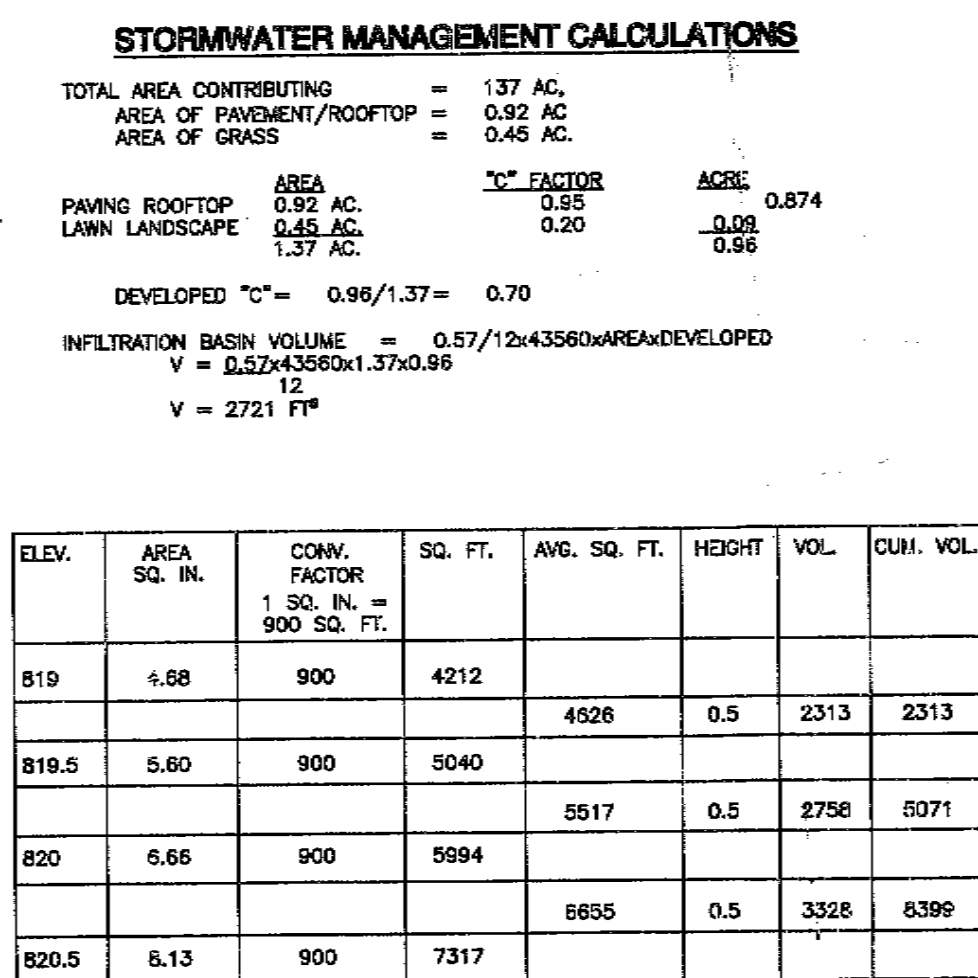 STORMWATER MANAGEMENT CALCULATIONS
TOTAL AREA CONTRIBUTING = 137 AC.
AREA OF PAVEMENT/ROOFTOP = 0.92 AC
AREA OF GRASS = 0.45 AC.
AREA "C" FACTOR ACRE
PAVING ROOFTOP 0.92 AC. 0.95 0.874
LAWN LANDSCAPE 0.45 AC. 0.20 0.09
1.37 AC. 0.96
DEVELOPED "C"= 0.96/1.37= 0.70
INFILTRATION BASIN VOLUME = 0.57/12x43560xAREAxDEVELOPED
V = 0.57x43560x1.37x0.96
12
V = 2721 FT³
ELEV. AREA CONV. SQ. FT. AVG. SQ. FT. HEIGHT VOL. CUM. VOL.
SQ. IN. FACTOR
1 SQ. IN. =
900 SQ. FT.
819 4.68 900 4212
4626 0.5 2313 2313
819.5 5.60 900 5040
5517 0.5 2758 5071
820 6.66 900 5994
6655 0.5 3328 8399
820.5 8.13 900 7317